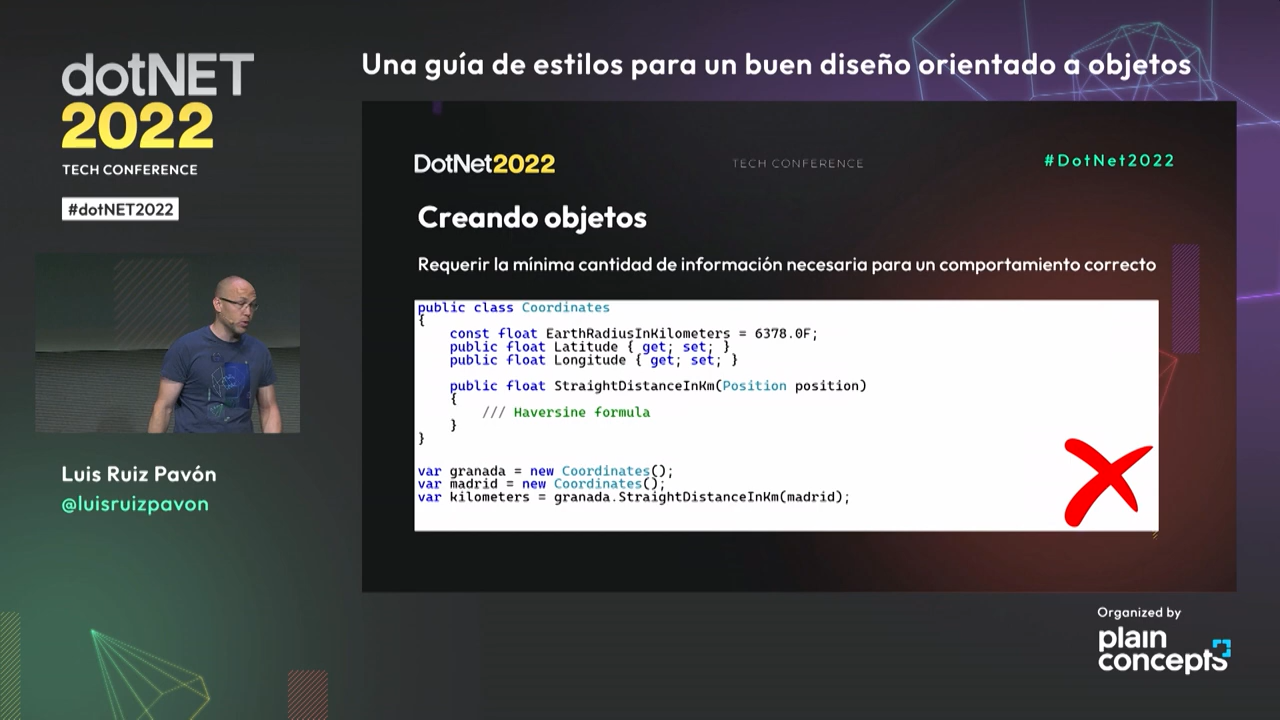 dotNET
2022
TECH CONFERENCE
#dotNET2022
Luis Ruiz Pavón
@luisruizpavon
Una guía de estilos para un buen diseño orientado a objetos
DotNet2022
TECH CONFERENCE
#DotNet2022
Creando objetos
Requerir la mínima cantidad de información necesaria para un comportamiento correcto
public class Coordinates
{
    const float EarthRadiusInKilometers = 6378.0F;
    public float Latitude { get; set; }
    public float Longitude { get; set; }
    public float StraightDistanceInKm(Position position)
    {
        /// Haversine formula
    }
}
var granada = new Coordinates();
var madrid = new Coordinates();
var kilometers = granada.StraightDistanceInKm(madrid);
Organized by
plain
concepts